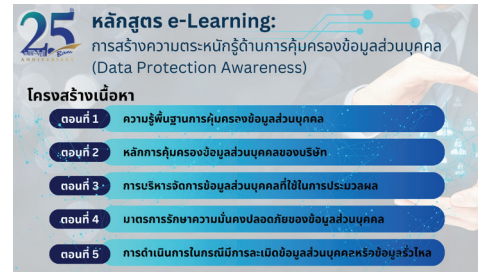 25
ANNIVERSARY
หลักสูตร e-Learning:
การสร้างความตระหนักรู้ด้านการคุ้มครองข้อมูลส่วนบุคคล
(Data Protection Awareness)
โครงสร้างเนื้อหา
ตอนที่ 1 ความรู้พื้นฐานการคุ้มครองข้อมูลส่วนบุคคล
ตอนที่ 2 หลักการคุ้มครองข้อมูลส่วนบุคคลของบริษัท
ตอนที่ 3 การบริหารจัดการข้อมูลส่วนบุคคลที่ใช้ในการประมวลผล
ตอนที่ 4 มาตรการรักษาความมั่นคงปลอดภัยของข้อมูลส่วนบุคคล
ตอนที่ 5 การดำเนินการในกรณีมีการละเมิดข้อมูลส่วนบุคคลหรือข้อมูลรั่วไหล